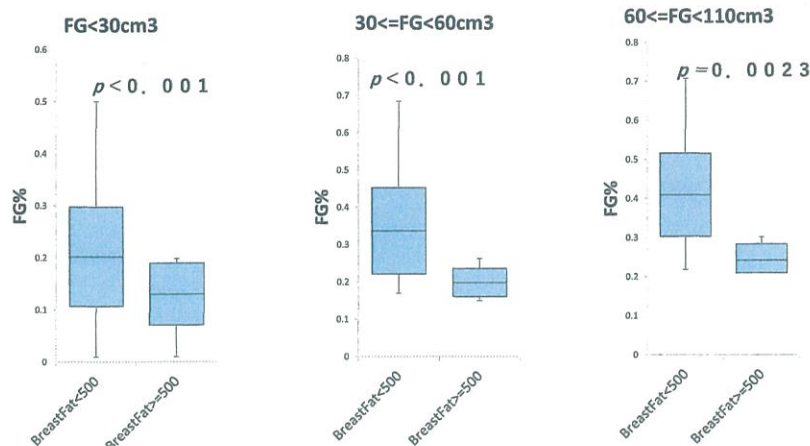 FG<30cm3
p<0. 001
FG%
0.6
0.5
0.4
0.3
0.2
0.1
0
BreastFat<500
BreastFat>=500
30<=FG<60cm3
p<0. 001
FG%
0.8
0.7
0.6
0.5
0.4
0.3
0.2
0.1
0
BreastFat<500
BreastFat>=500
60<=FG<110cm3
p=0. 0023
FG%
0.8
0.7
0.6
0.5
0.4
0.3
0.2
0.1
0
BreastFat<500
BreastFat>=500